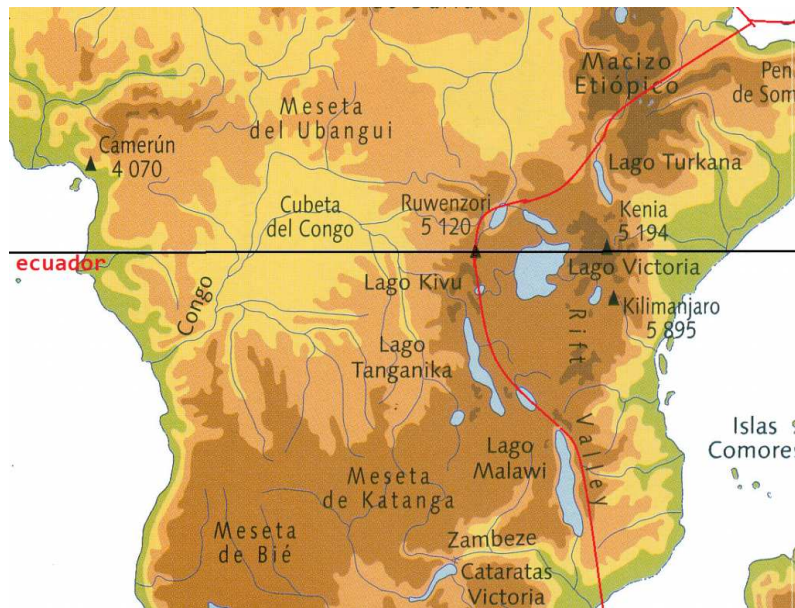 Macizo
Etiópico
Pen
de Som
Meseta
del Ubangui
Camerún
4 070
Lago Turkana
Cubeta
del Congo
Ruwenzori
5 120
Kenia
5 194
ecuador
Lago Kivu
Lago Victoria
Congo
Kilimanjaro
5 895
Rift Valley
Lago
Tanganika
Islas
Comores
Lago
Malawi
Meseta
de Katanga
Meseta
de Bié
Zambeze
Cataratas
Victoria